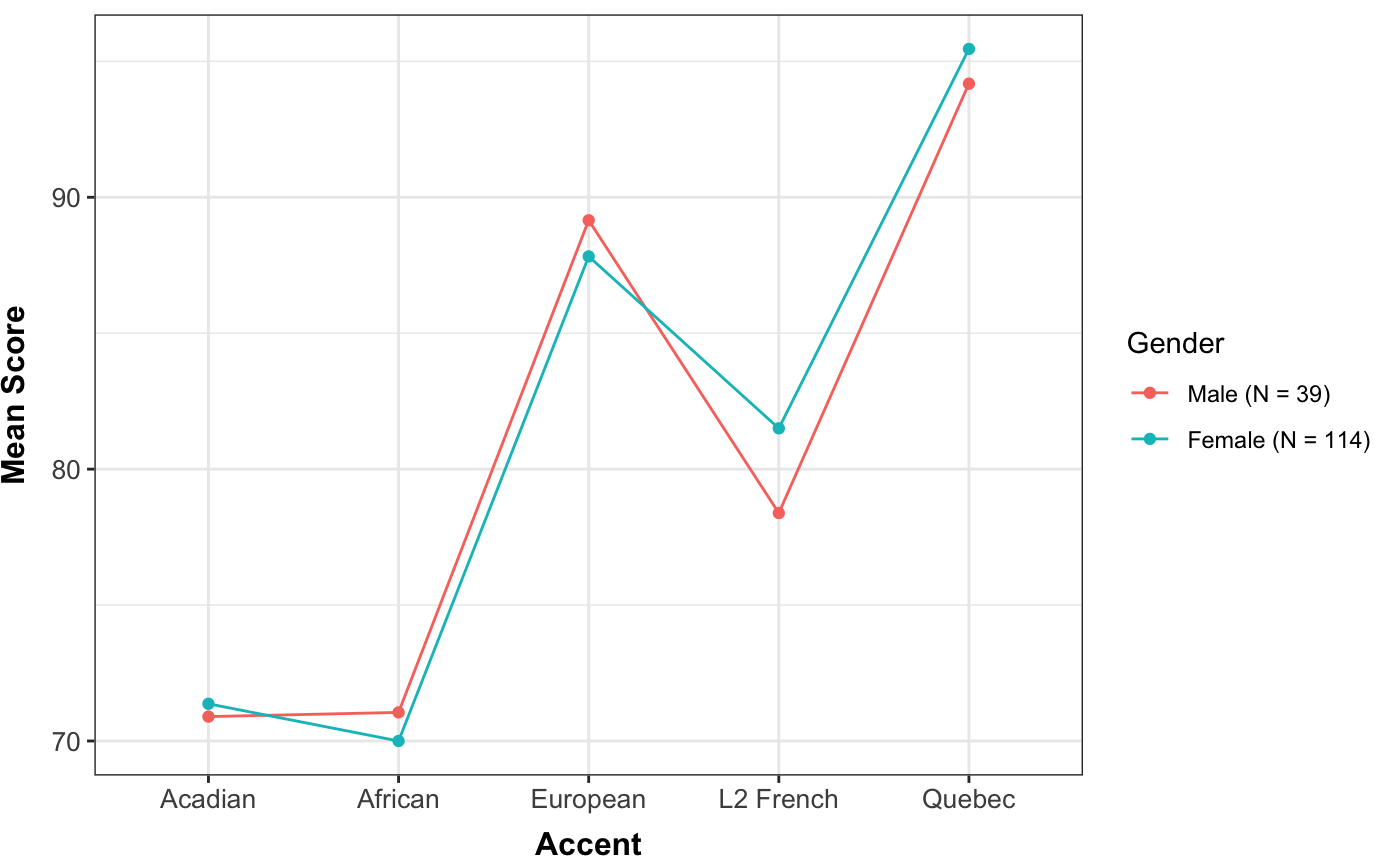 Mean Score
90
80
70
Acadian
African
European
L2 French
Quebec
Accent
Gender
Male (N = 39)
Female (N = 114)